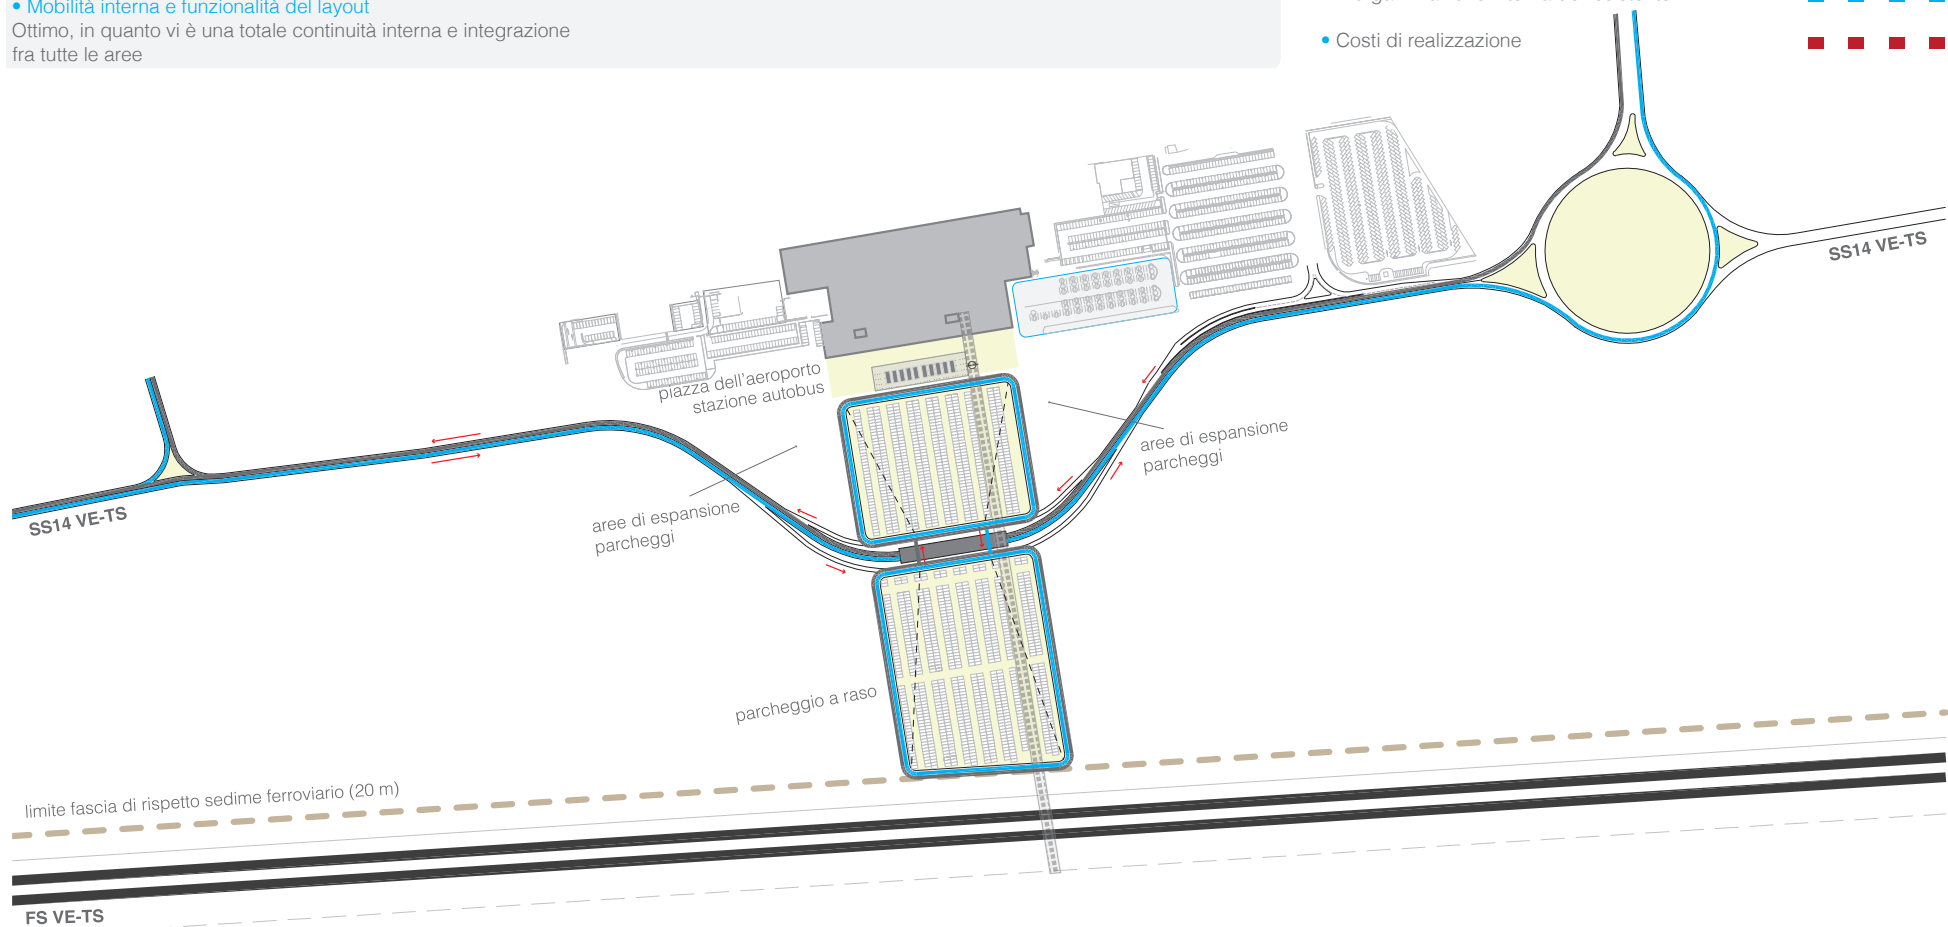 • Mobilità interna e funzionalità del layout
Ottimo, in quanto vi è una totale continuità interna e integrazione
fra tutte le aree
• Costi di realizzazione
SS14 VE-TS
piazza dell'aeroporto
stazione autobus
aree di espansione
parcheggi
aree di espansione
parcheggi
SS14 VE-TS
parcheggio a raso
limite fascia di rispetto sedime ferroviario (20 m)
FS VE-TS